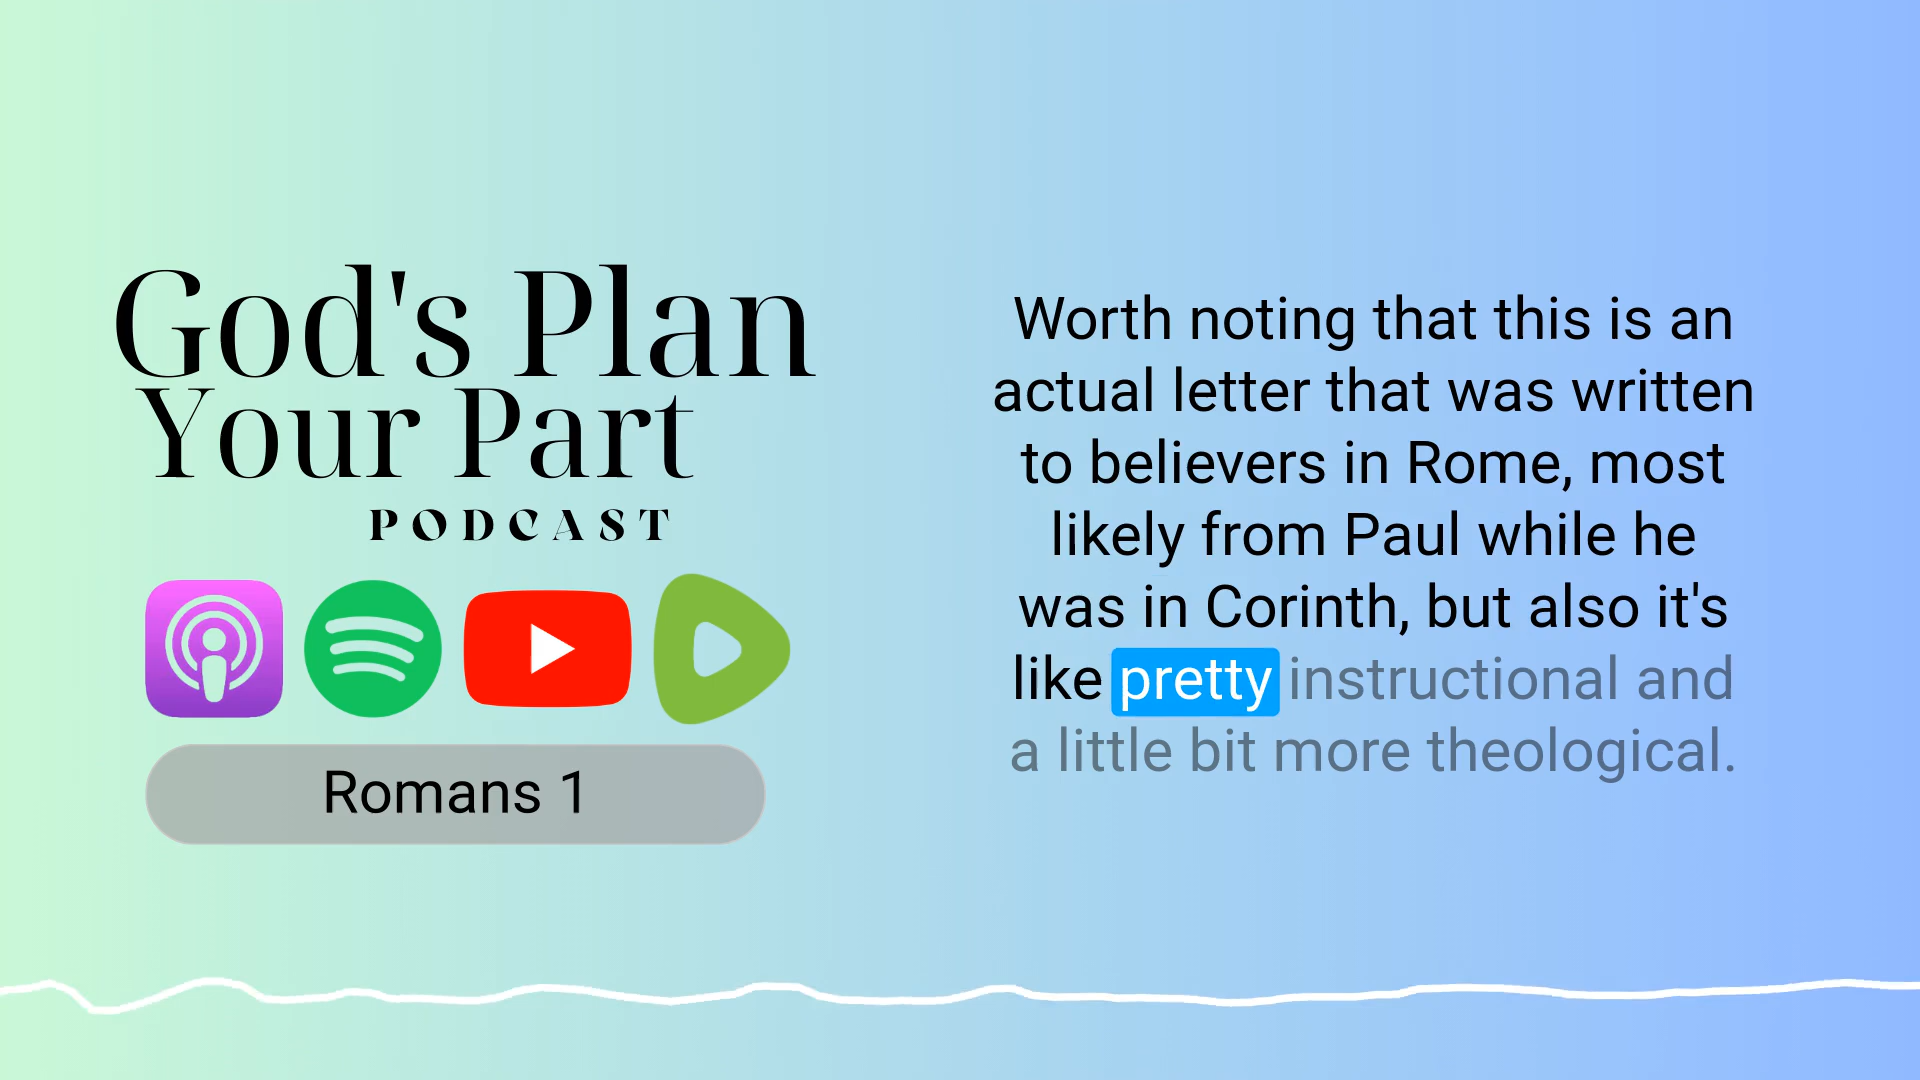 God's Plan
Your Part
PODCAST
Romans 1
Worth noting that this is an
actual letter that was written
to believers in Rome, most
likely from Paul while he
was in Corinth, but also it's
like pretty instructional and
a little bit more theological.